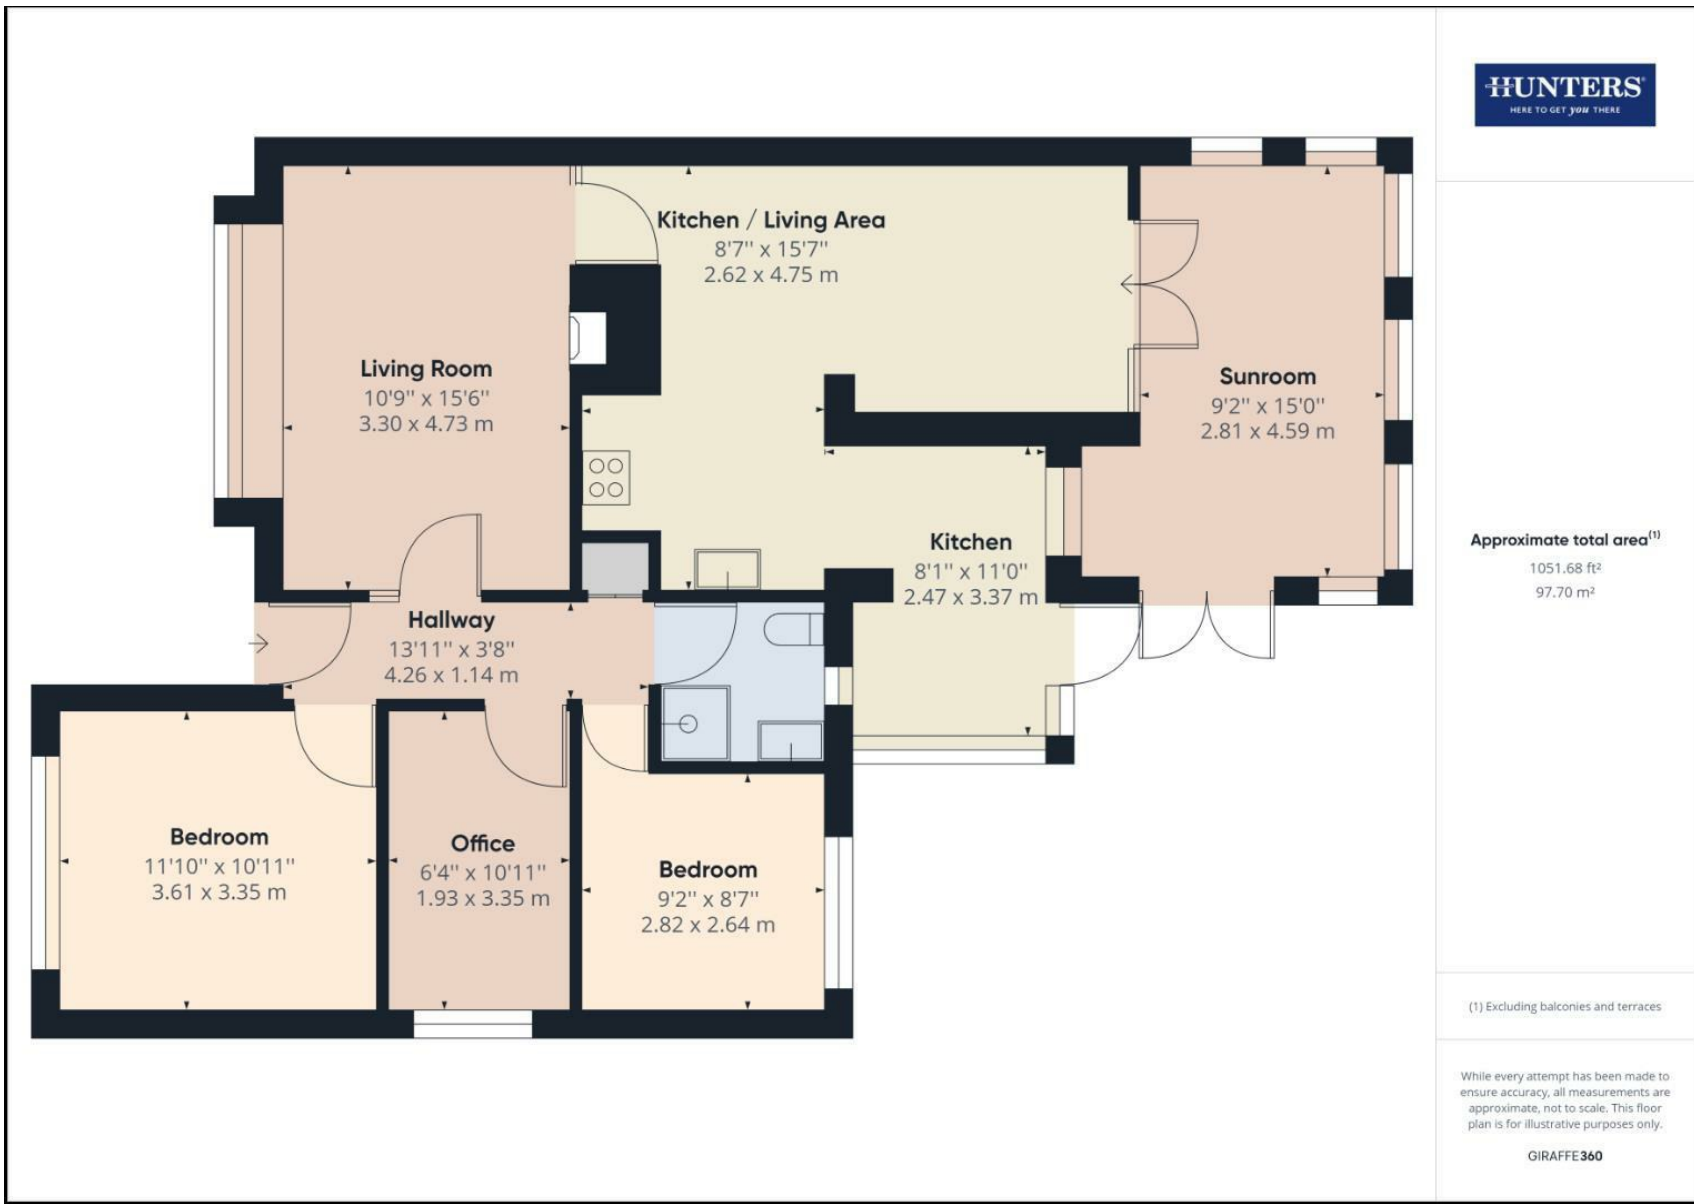 HUNTERS
HERE TO GET you THERE
Kitchen / Living Area
8'7" x 15'7"
2.62 x 4.75 m
Living Room
10'9" x 15'6"
3.30 x 4.73 m
Sunroom
9'2" x 15'0"
2.81 x 4.59 m
Kitchen
8'1" x 11'0"
2.47 x 3.37 m
Hallway
13'11" x 3'8"
4.26 x 1.14 m
Bedroom
11'10" x 10'11"
3.61 x 3.35 m
Office
6'4" x 10'11"
1.93 x 3.35 m
Bedroom
9'2" x 8'7"
2.82 x 2.64 m
Approximate total area(1)
1051.68 ft²
97.70 m²
(1) Excluding balconies and terraces
While every attempt has been made to
ensure accuracy, all measurements are
approximate, not to scale. This floor
plan is for illustrative purposes only.
GIRAFFE360